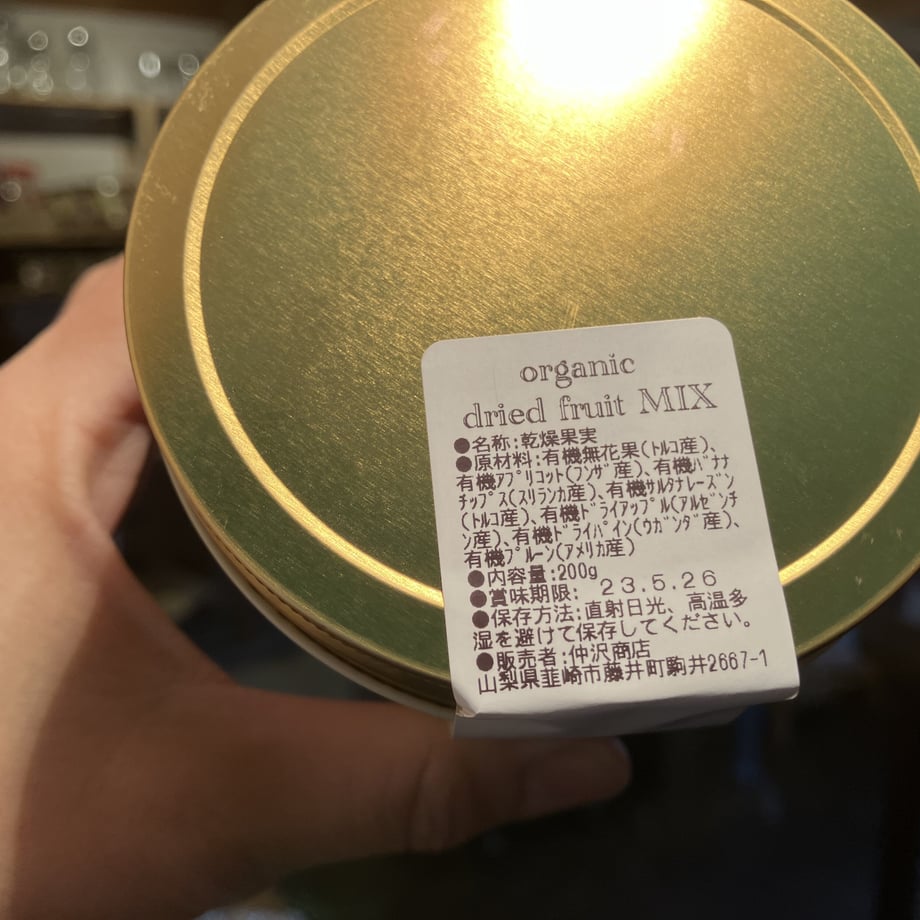 organic
dried fruit MIX
●名称:乾燥果実
●原材料:有機無花果(ﾄﾙｺ産)、
有機ｱﾌﾟﾘｺｯﾄ(ﾌﾝｻﾞ産)、有機ﾊﾞﾅﾅ
ﾁｯﾌﾟｽ(ｽﾘﾗﾝｶ産)、有機ｻﾙﾀﾅﾚｰｽﾞﾝ
(ﾄﾙｺ産)、有機ﾄﾞﾗｲｱｯﾌﾟﾙ(ｱﾙｾﾞﾝﾁ
ﾝ産)、有機ﾄﾞﾗｲﾊﾟｲﾝ(ｳｶﾞﾝﾀﾞ産)、
有機ﾌﾟﾙｰﾝ(ｱﾒﾘｶ産)
●内容量:200g
●賞味期限: 23.5.26
●保存方法:直射日光、高温多
湿を避けて保存してください。
●販売者:仲沢商店
山梨県韮崎市藤井町駒井2667-1